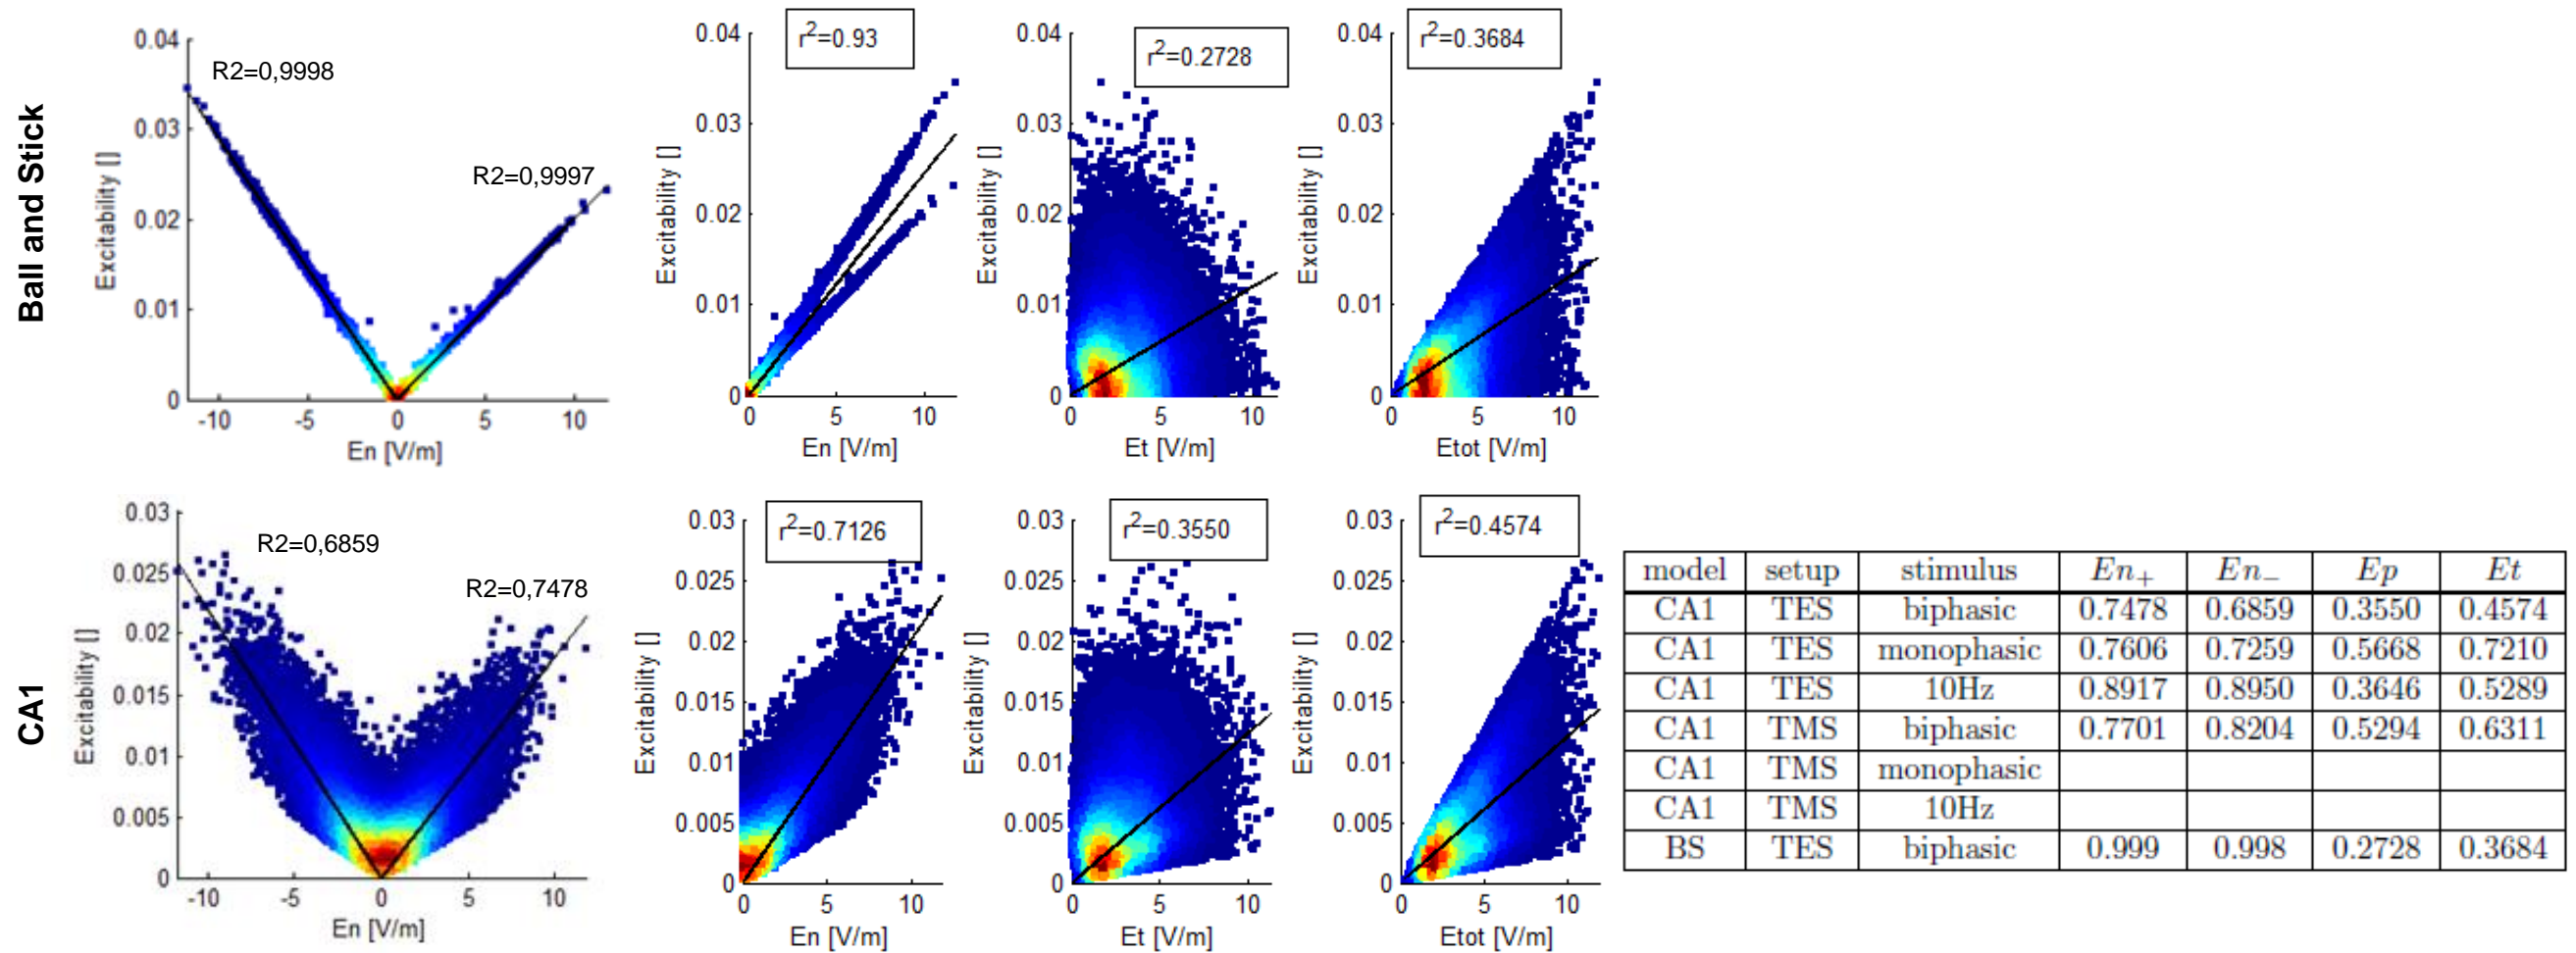 Ball and Stick
0.04
0.03
0.02
0.01
0
Excitability []
R2=0,9998
R2=0,9997
-10 -5 0 5 10
En [V/m]
0.04
0.03
0.02
0.01
0
Excitability []
r²=0.93
0 5 10
En [V/m]
0.04
0.03
0.02
0.01
0
Excitability []
r²=0.2728
0 5 10
Et [V/m]
0.04
0.03
0.02
0.01
0
Excitability []
r²=0.3684
0 5 10
Etot [V/m]
CA1
0.03
0.025
0.02
0.015
0.01
0.005
0
Excitability []
R2=0,6859
R2=0,7478
-10 -5 0 5 10
En [V/m]
0.03
0.025
0.02
0.015
0.01
0.005
0
Excitability []
r²=0.7126
0 5 10
En [V/m]
0.03
0.025
0.02
0.015
0.01
0.005
0
Excitability []
r²=0.3550
0 5 10
Et [V/m]
0.03
0.025
0.02
0.015
0.01
0.005
0
Excitability []
r²=0.4574
0 5 10
Etot [V/m]
model setup stimulus En₊ En₋ Ep Et
CA1 TES biphasic 0.7478 0.6859 0.3550 0.4574
CA1 TES monophasic 0.7606 0.7259 0.5668 0.7210
CA1 TES 10Hz 0.8917 0.8950 0.3646 0.5289
CA1 TMS biphasic 0.7701 0.8204 0.5294 0.6311
CA1 TMS monophasic
CA1 TMS 10Hz
BS TES biphasic 0.999 0.998 0.2728 0.3684